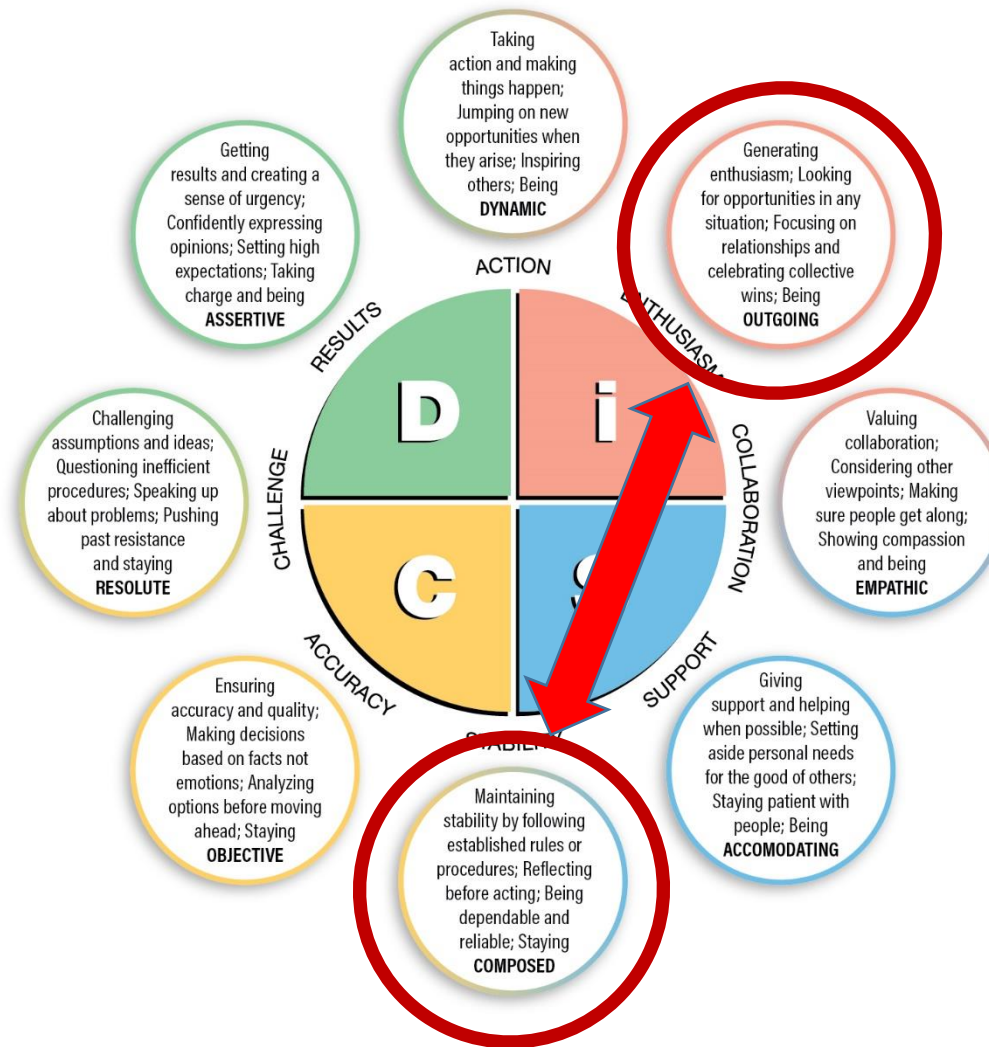 Taking
action and making
things happen;
Jumping on new
opportunities when
they arise; Inspiring
others; Being
DYNAMIC
Generating
enthusiasm; Looking
for opportunities in any
situation; Focusing on
relationships and
celebrating collective
wins; Being
OUTGOING
Getting
results and creating a
sense of urgency;
Confidently expressing
opinions; Setting high
expectations; Taking
charge and being
ASSERTIVE
ACTION
RESULTS
ENTHUSIASM
D
i
Challenging
assumptions and ideas;
Questioning inefficient
procedures; Speaking up
about problems; Pushing
past resistance
and staying
RESOLUTE
CHALLENGE
COLLABORATION
Valuing
collaboration;
Considering other
viewpoints; Making
sure people get along;
Showing compassion
and being
EMPATHIC
C
S
ACCURACY
SUPPORT
STABILITY
Ensuring
accuracy and quality;
Making decisions
based on facts not
emotions; Analyzing
options before moving
ahead; Staying
OBJECTIVE
Maintaining
stability by following
established rules or
procedures; Reflecting
before acting; Being
dependable and
reliable; Staying
COMPOSED
Giving
support and helping
when possible; Setting
aside personal needs
for the good of others;
Staying patient with
people; Being
ACCOMODATING